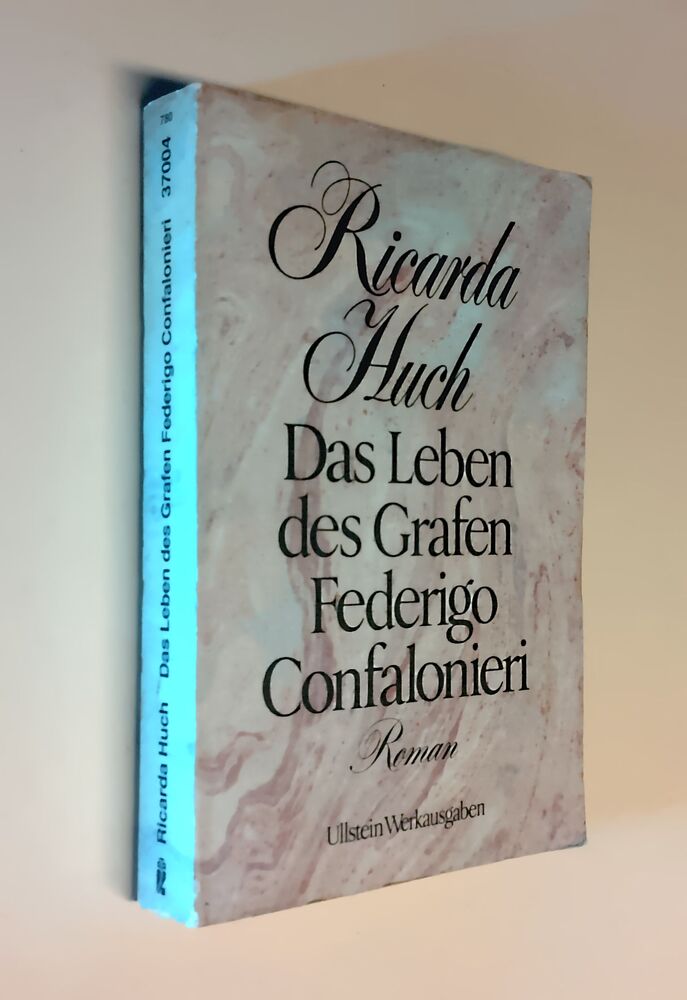 Ricarda
Huch
Das Leben
des Grafen
Federigo
Confalonieri
Roman
Ullstein Werkausgaben
Ricarda Huch Das Leben des Grafen Federigo Confalonieri 37004
780